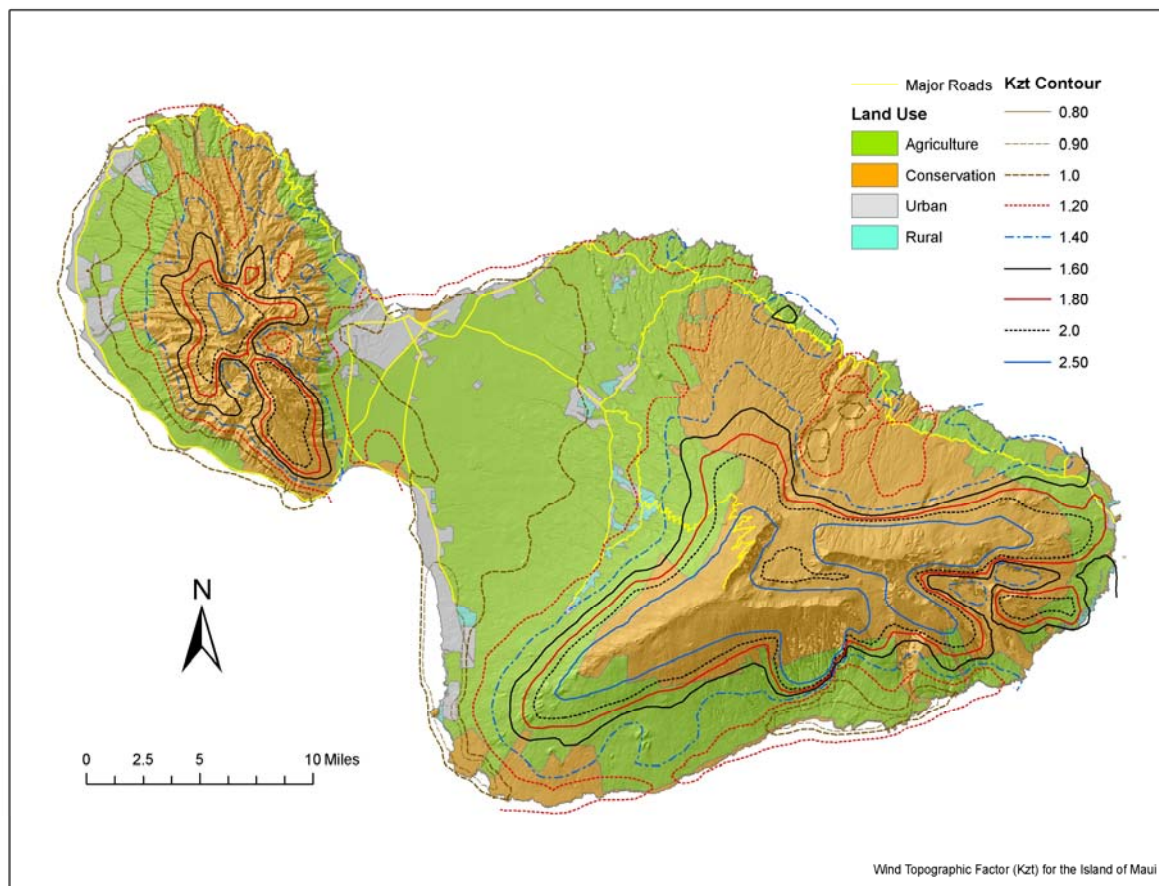 Major Roads
Land Use
Agriculture
Conservation
Urban
Rural
Kzt Contour
0.80
0.90
1.0
1.20
1.40
1.60
1.80
2.0
2.50
N
0 2.5 5 10 Miles
Wind Topographic Factor (Kzt) for the Island of Maui